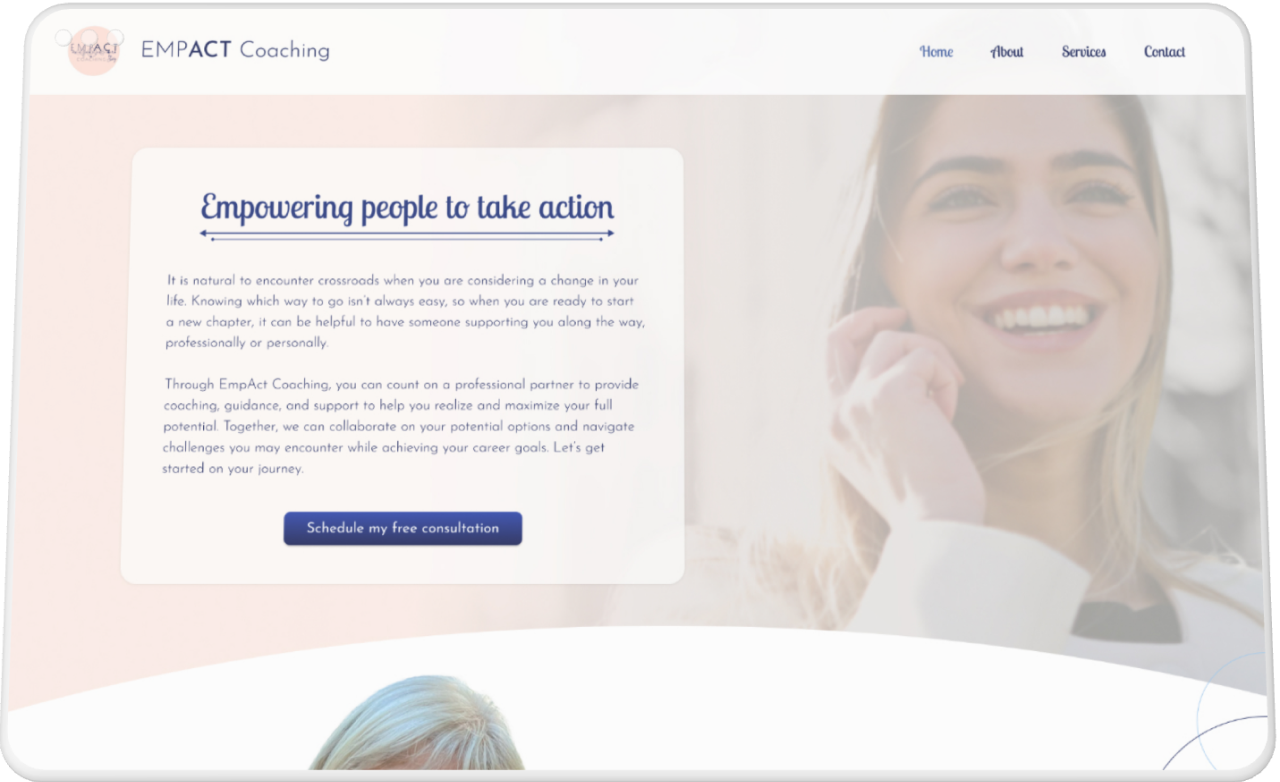 EMPACT
EMPACT Coaching
Home About Services Contact
Empowering people to take action
It is natural to encounter crossroads when you are considering a change in your
life. Knowing which way to go isn't always easy, so when you are ready to start
a new chapter, it can be helpful to have someone supporting you along the way,
professionally or personally.
Through EmpAct Coaching, you can count on a professional partner to provide
coaching, guidance, and support to help you realize and maximize your full
potential. Together, we can collaborate on your potential options and navigate
challenges you may encounter while achieving your career goals. Let's get
started on your journey.
Schedule my free consultation